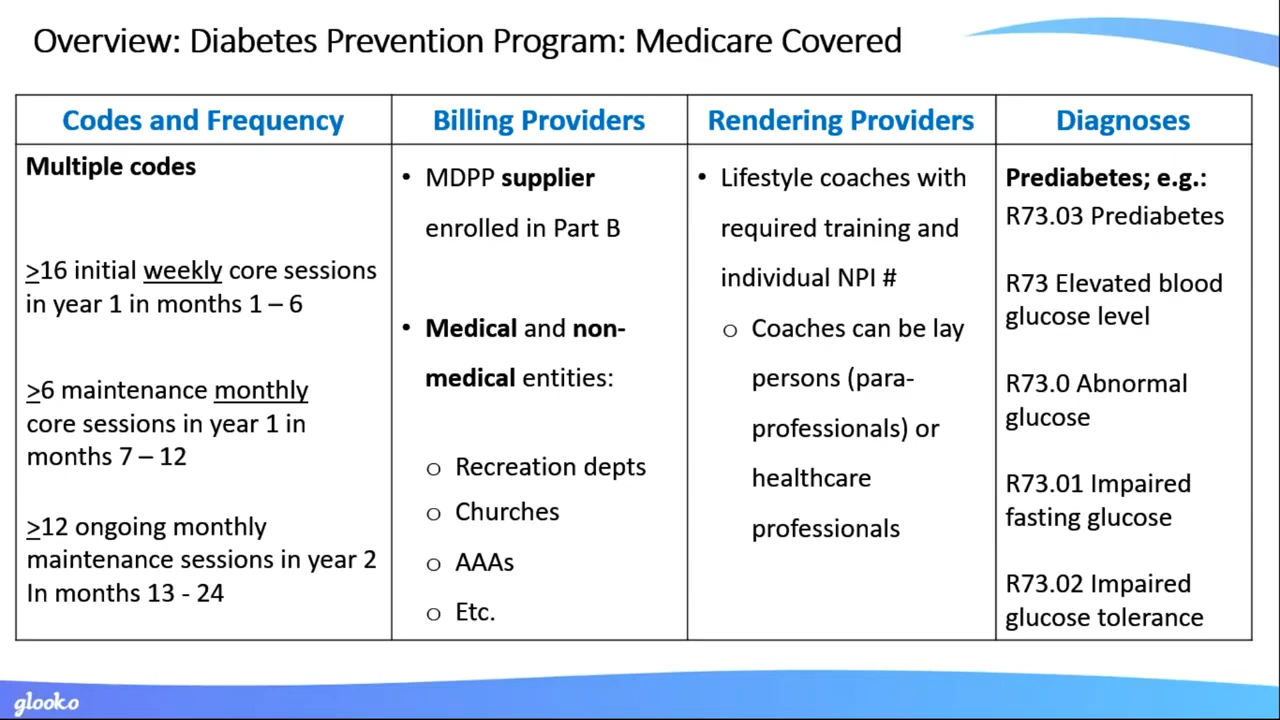 Overview: Diabetes Prevention Program: Medicare Covered
Codes and Frequency
Multiple codes
≥16 initial weekly core sessions
in year 1 in months 1 – 6
≥6 maintenance monthly
core sessions in year 1 in
months 7 – 12
≥12 ongoing monthly
maintenance sessions in year 2
In months 13 - 24
Billing Providers
• MDPP supplier
enrolled in Part B
• Medical and non-
medical entities:
o Recreation depts
o Churches
o AAAs
o Etc.
Rendering Providers
• Lifestyle coaches with
required training and
individual NPI #
o Coaches can be lay
persons (para-
professionals) or
healthcare
professionals
Diagnoses
Prediabetes; e.g.:
R73.03 Prediabetes
R73 Elevated blood
glucose level
R73.0 Abnormal
glucose
R73.01 Impaired
fasting glucose
R73.02 Impaired
glucose tolerance
glooko